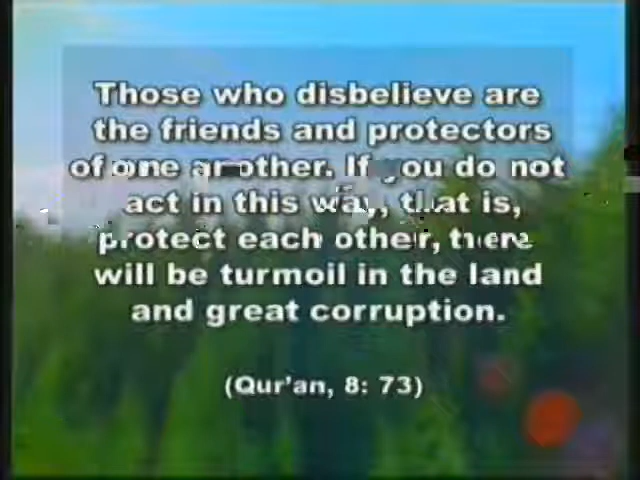 Those who disbelieve are
the friends and protectors
of one another. If you do not
act in this way, that is,
protect each other, there
will be turmoil in the land
and great corruption.
(Qur'an, 8: 73)